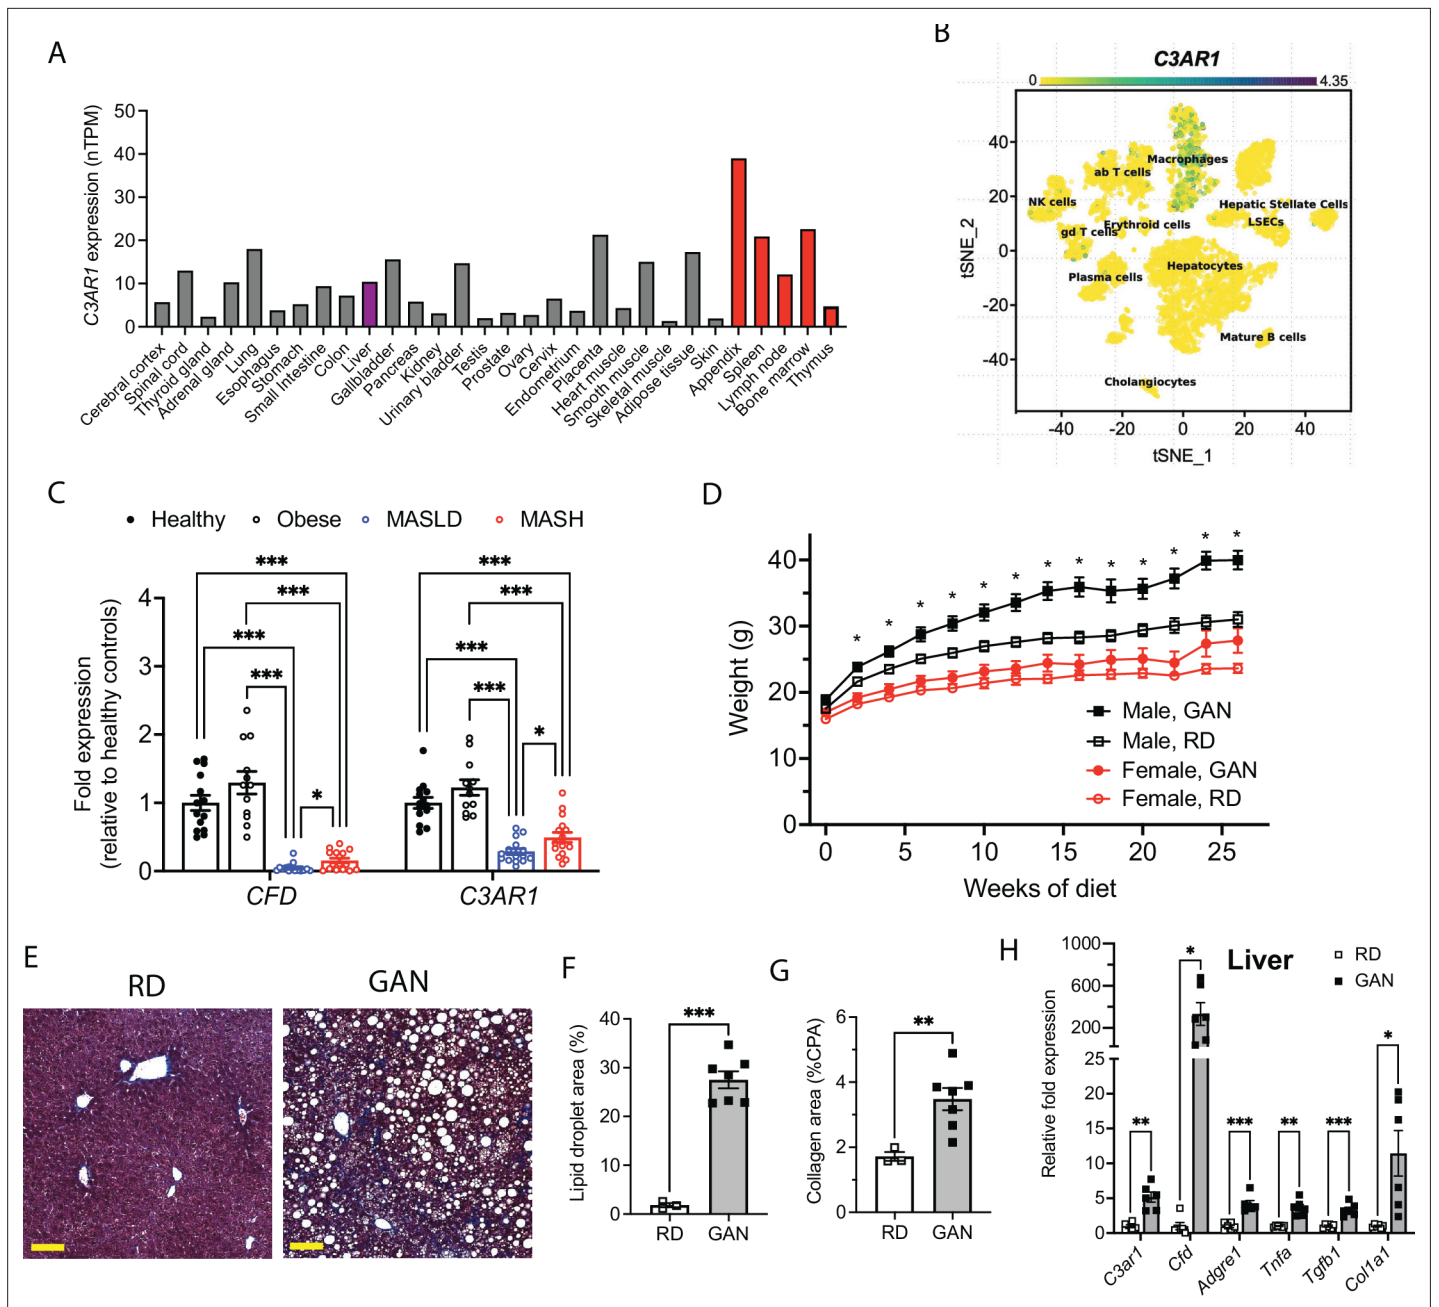 A
C3AR1 expression (nTPM)
50
40
30
20
10
0
Cerebral cortex
Spinal cord
Thyroid gland
Adrenal gland
Lung
Esophagus
Stomach
Small Intestine
Colon
Liver
Gallbladder
Pancreas
Kidney
Urinary bladder
Testis
Prostate
Ovary
Cervix
Endometrium
Placenta
Heart muscle
Smooth muscle
Skeletal muscle
Adipose tissue
Skin
Appendix
Spleen
Lymph node
Bone marrow
Thymus
B
C3AR1
0 4.35
tSNE_2
40
20
0
-20
-40
Macrophages
ab T cells
NK cells
Hepatic Stellate Cells
Erythroid cells
LSECs
gd T cells
Hepatocytes
Plasma cells
Mature B cells
Cholangiocytes
-40 -20 0 20 40
tSNE_1
C
Healthy Obese MASLD MASH
Fold expression
(relative to healthy controls)
4
3
2
1
0
*** ***
*** ***
*** ***
*** ***
* *
CFD C3AR1
D
Weight (g)
40
30
20
10
0
* * * * * * * * * * * * *
Male, GAN
Male, RD
Female, GAN
Female, RD
0 5 10 15 20 25
Weeks of diet
E
RD GAN
F
Lipid droplet area (%)
40
30
20
10
0
***
RD GAN
G
Collagen area (%CPA)
6
4
2
0
**
RD GAN
H
Liver
RD
GAN
Relative fold expression
1000
600
200
25
20
15
10
5
0
** * *** ** *** *
C3ar1
Cfd
Adgre1
Tnfa
Tgfb1
Col1a1